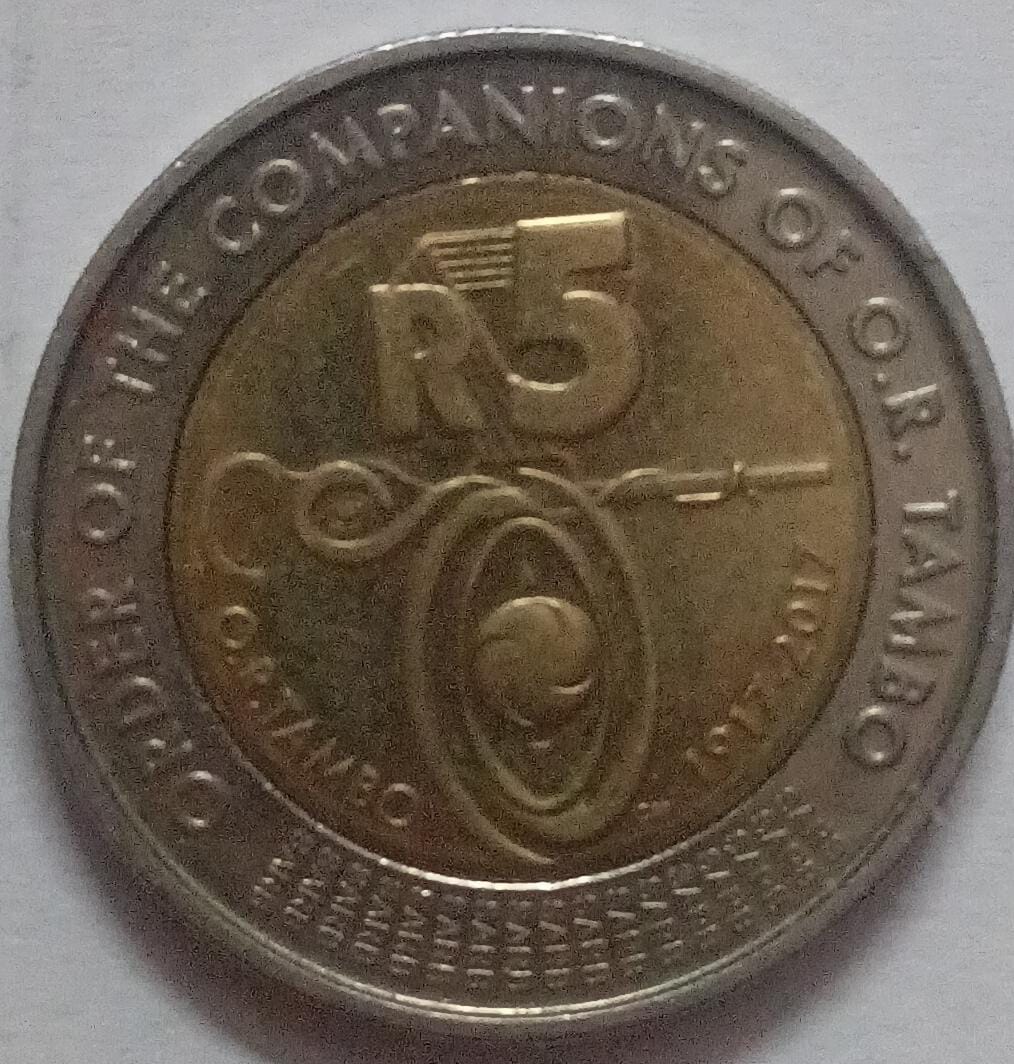 ORDER OF THE COMPANIONS OF O.R. TAMBO
R5
O.R.TAMBO
1917-2017